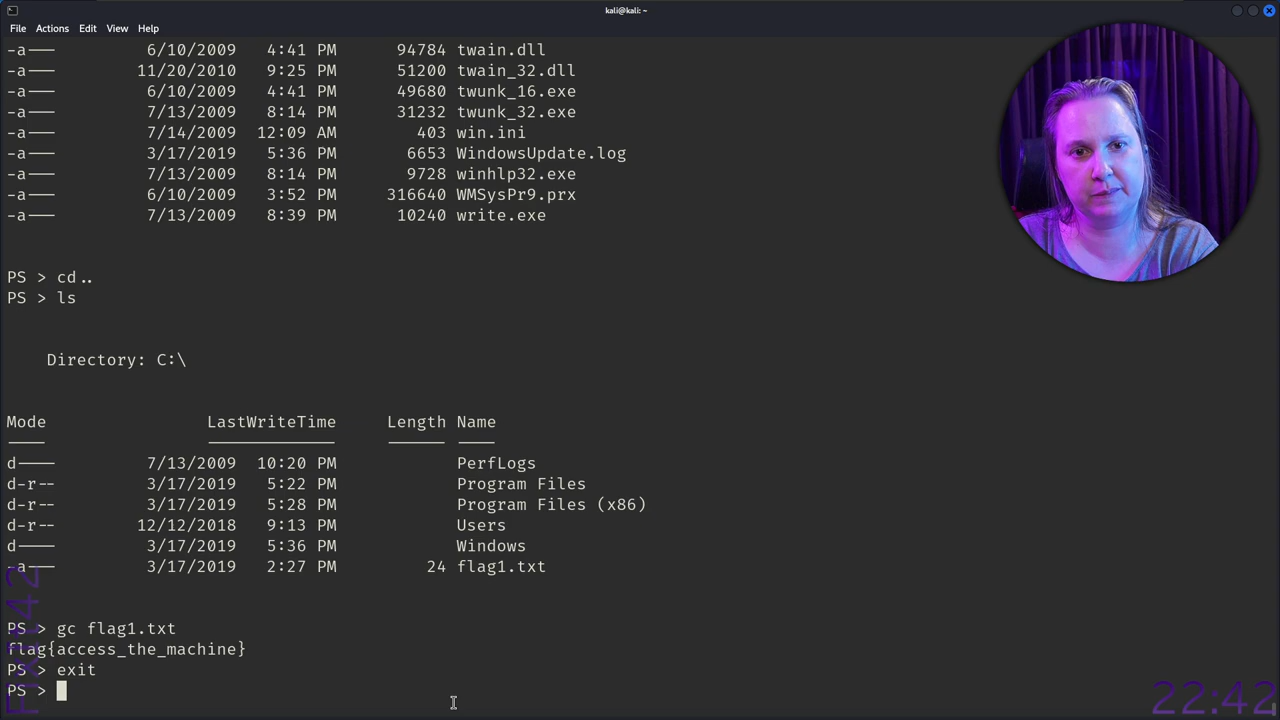 kali@kali: ~
File Actions Edit View Help
-a--- 6/10/2009 4:41 PM 94784 twain.dll
-a--- 11/20/2010 9:25 PM 51200 twain_32.dll
-a--- 6/10/2009 4:41 PM 49680 twunk_16.exe
-a--- 7/13/2009 8:14 PM 31232 twunk_32.exe
-a--- 7/14/2009 12:09 AM 403 win.ini
-a--- 3/17/2019 5:36 PM 6653 WindowsUpdate.log
-a--- 7/13/2009 8:14 PM 9728 winhlp32.exe
-a--- 6/10/2009 3:52 PM 316640 WMSysPr9.prx
-a--- 7/13/2009 8:39 PM 10240 write.exe
PS > cd..
PS > ls
Directory: C:\
Mode LastWriteTime Length Name
---- ------------- ------ ----
d---- 7/13/2009 10:20 PM PerfLogs
d-r-- 3/17/2019 5:22 PM Program Files
d-r-- 3/17/2019 5:28 PM Program Files (x86)
d-r-- 12/12/2018 9:13 PM Users
d---- 3/17/2019 5:36 PM Windows
-a--- 3/17/2019 2:27 PM 24 flag1.txt
PS > gc flag1.txt
flag{access_the_machine}
PS > exit
PS >
22:42